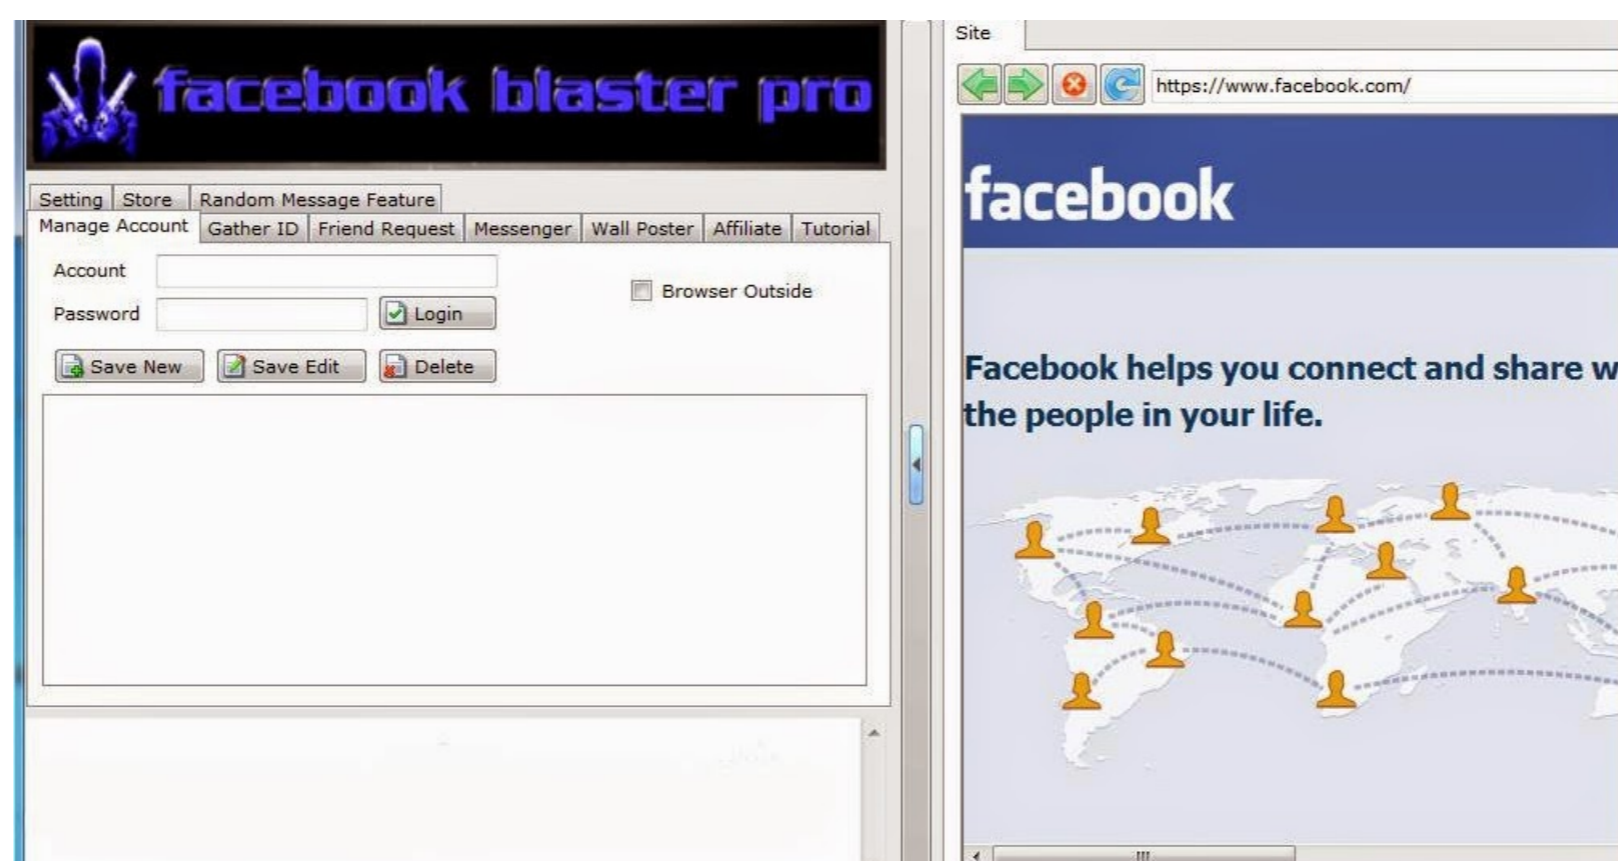 facebook blaster pro
Setting Store Random Message Feature
Manage Account Gather ID Friend Request Messenger Wall Poster Affiliate Tutorial
Account
Browser Outside
Password Login
Save New Save Edit Delete
Site
https://www.facebook.com/
facebook
Facebook helps you connect and share w
the people in your life.